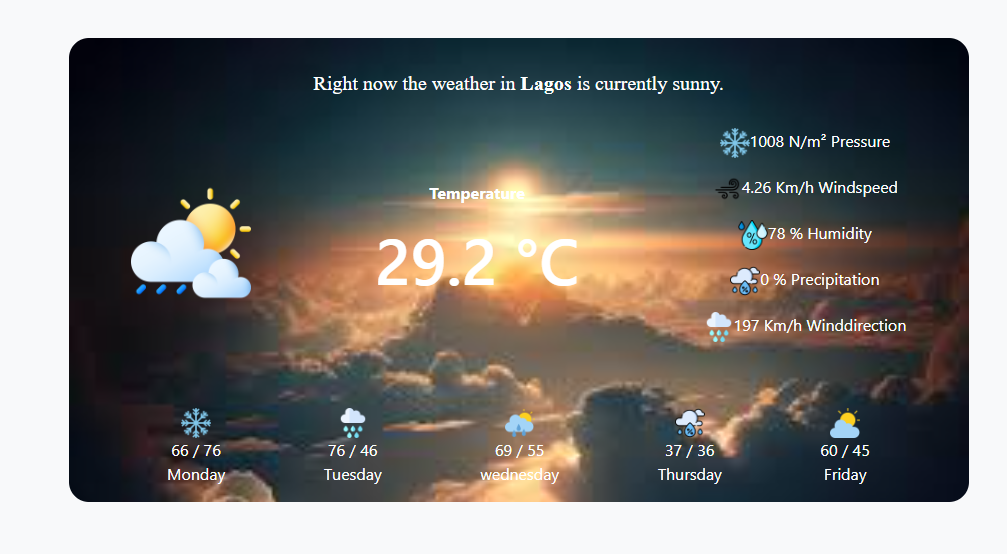 Right now the weather in Lagos is currently sunny.
1008 N/m² Pressure
4.26 Km/h Windspeed
Temperature
78 % Humidity
29.2 °C
0 % Precipitation
197 Km/h Winddirection
66 / 76
Monday
76 / 46
Tuesday
69 / 55
wednesday
37 / 36
Thursday
60 / 45
Friday